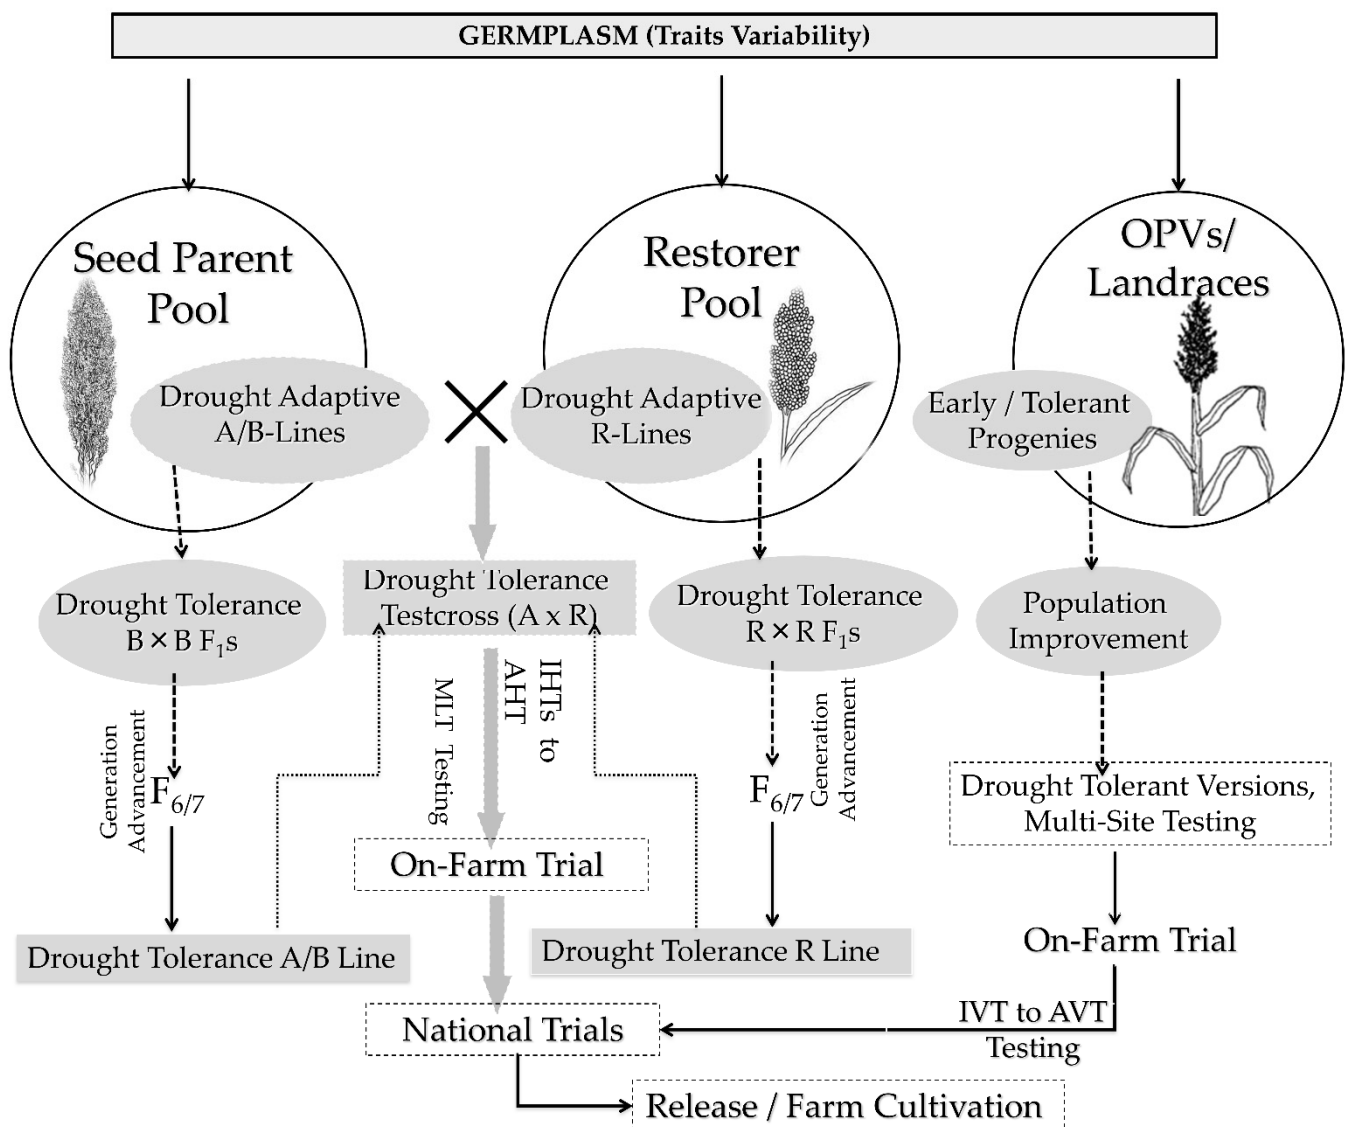 GERMPLASM (Traits Variability)
Seed Parent
Pool
Drought Adaptive
A/B-Lines
Restorer
Pool
Drought Adaptive
R-Lines
OPVs/
Landraces
Early / Tolerant
Progenies
Drought Tolerance
B × B F₁s
Drought Tolerance
Testcross (A x R)
Drought Tolerance
R × R F₁s
Population
Improvement
Generation
Advancement
F₆/₇
MLT Testing
IHTs to
AHT
F₆/₇
Generation
Advancement
Drought Tolerant Versions,
Multi-Site Testing
On-Farm Trial
Drought Tolerance A/B Line
Drought Tolerance R Line
On-Farm Trial
National Trials
IVT to AVT
Testing
Release / Farm Cultivation